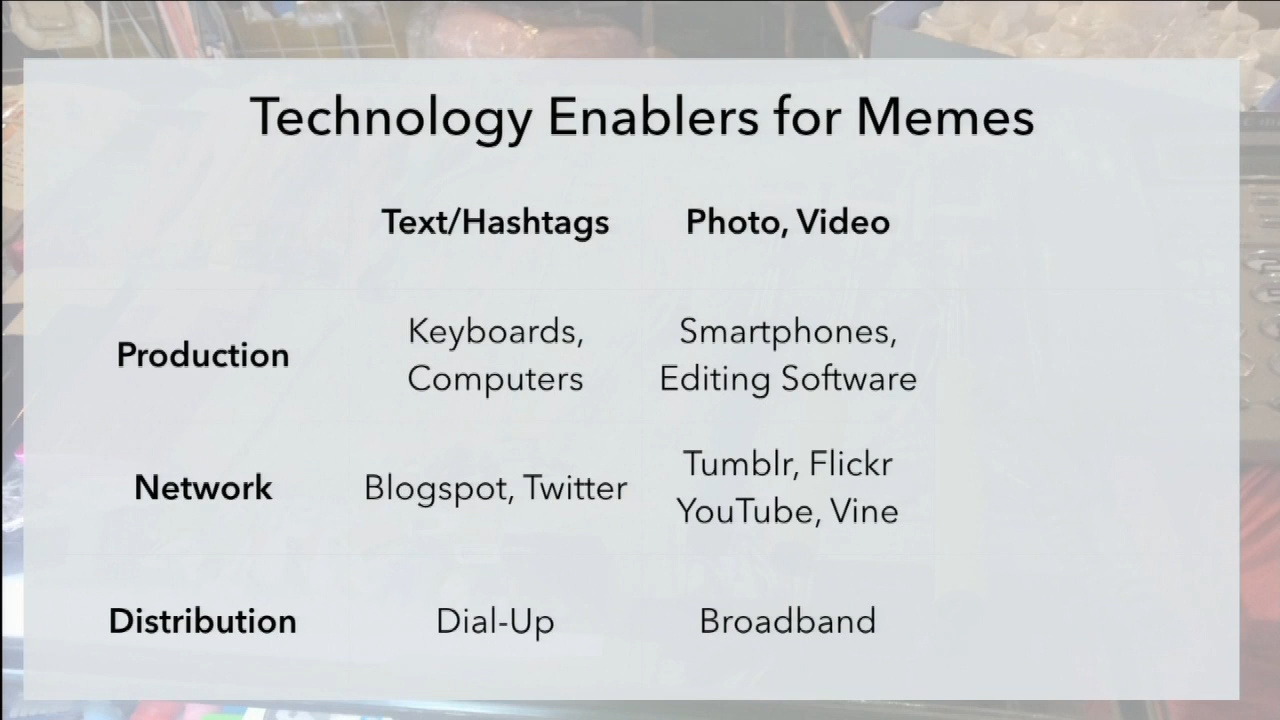 Technology Enablers for Memes
Text/Hashtags Photo, Video
Production
Keyboards,
Computers
Smartphones,
Editing Software
Network
Blogspot, Twitter
Tumblr, Flickr
YouTube, Vine
Distribution
Dial-Up
Broadband